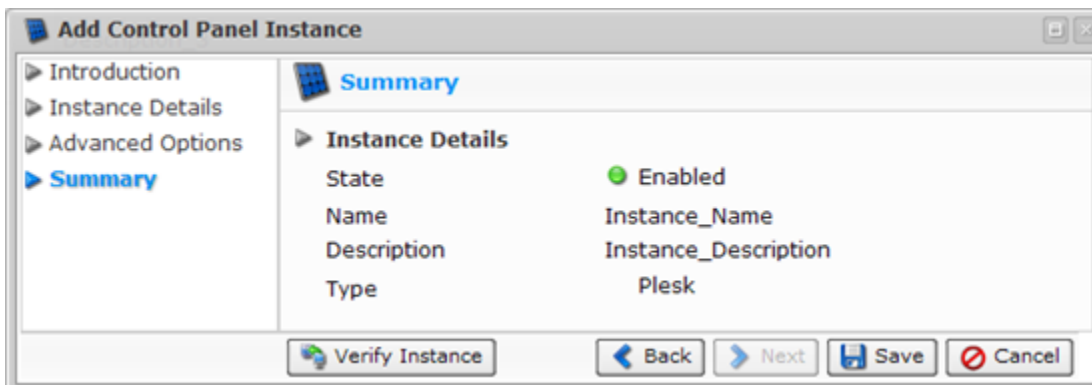 Add Control Panel Instance
Introduction
Instance Details
Advanced Options
Summary
Summary
Instance Details
State Enabled
Name Instance_Name
Description Instance_Description
Type Plesk
Verify Instance Back Next Save Cancel